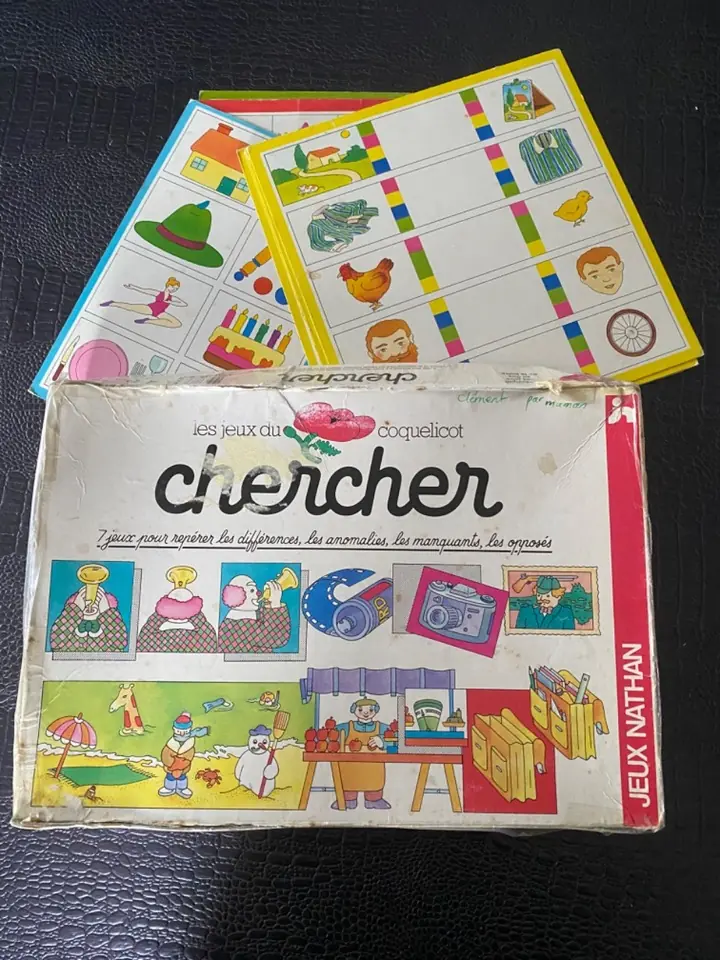 chercher
Clément par maman
les jeux du coquelicot
chercher
7 jeux pour repérer les différences, les anomalies, les manquants, les opposés
JEUX NATHAN